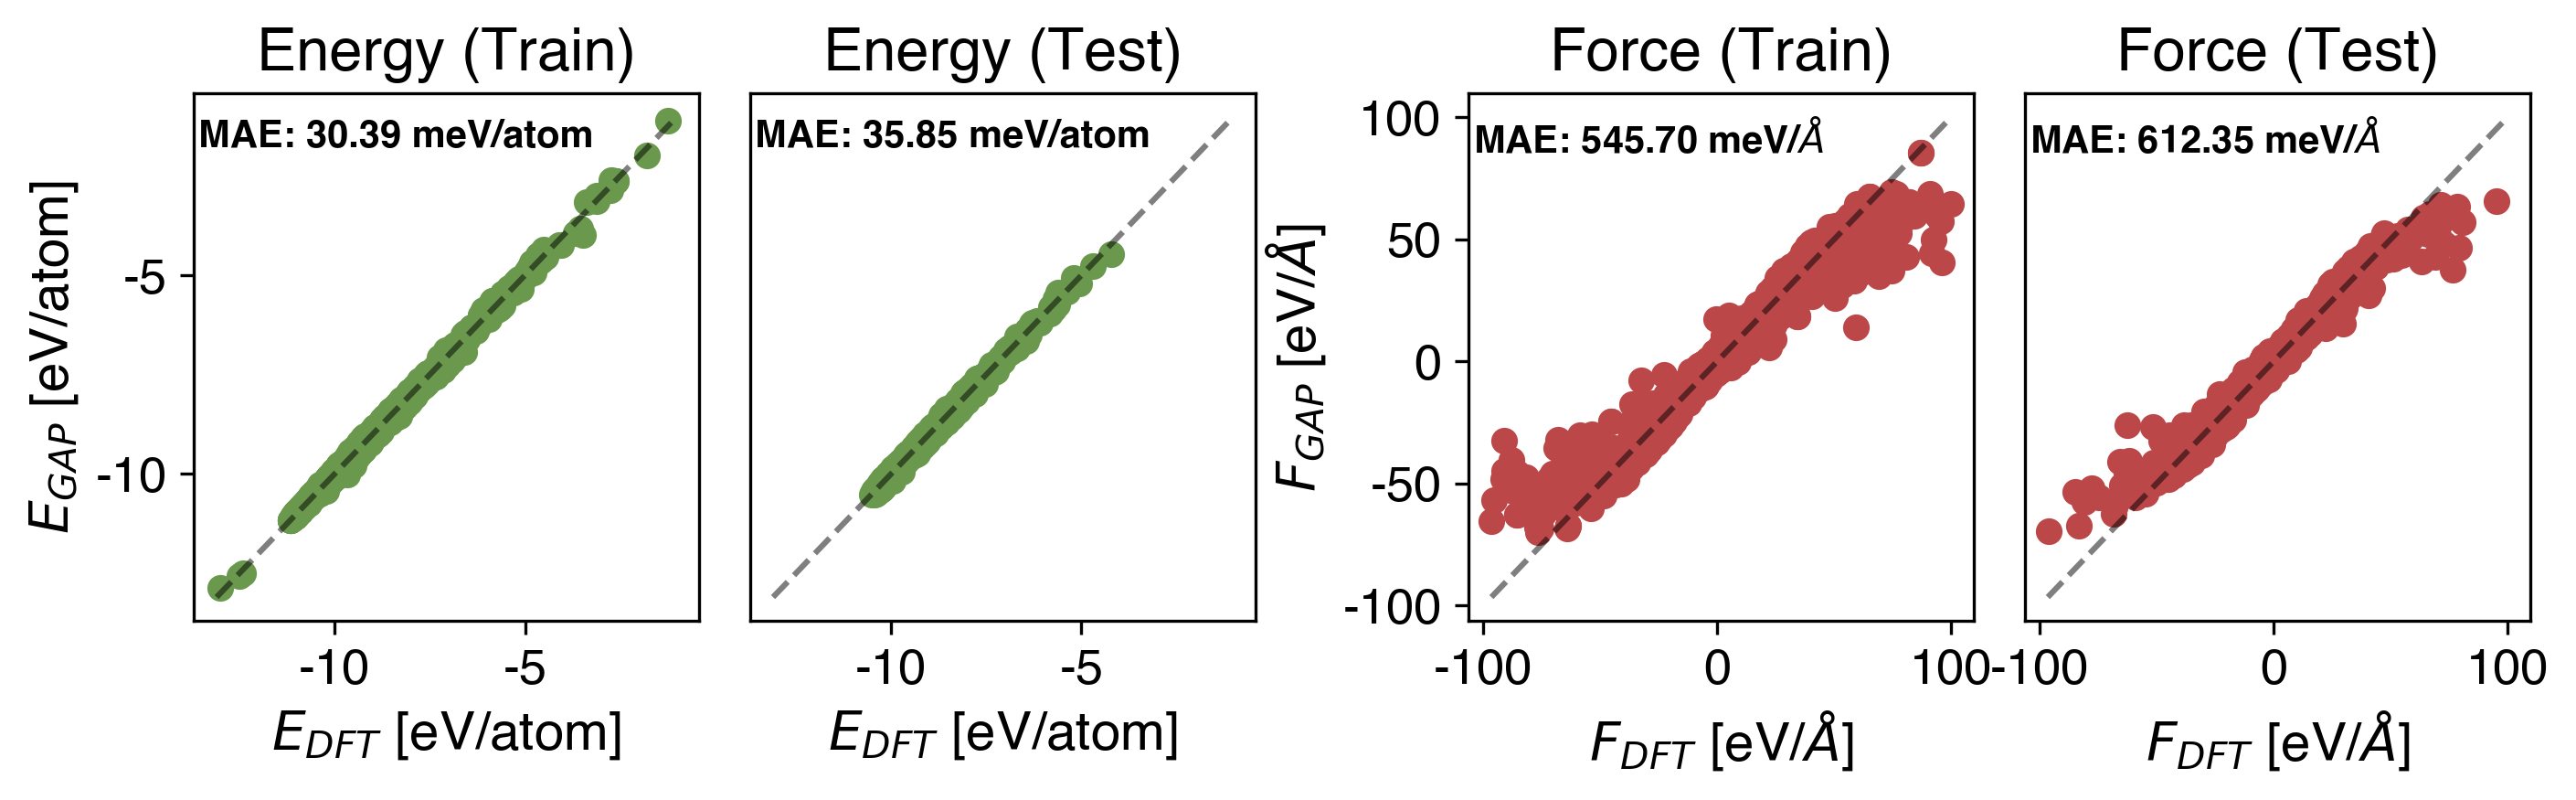 Energy (Train)
MAE: 30.39 meV/atom
E_GAP [eV/atom]
-5
-10
-10
-5
E_DFT [eV/atom]
Energy (Test)
MAE: 35.85 meV/atom
-10
-5
E_DFT [eV/atom]
Force (Train)
MAE: 545.70 meV/Å
F_GAP [eV/Å]
100
50
0
-50
-100
-100
0
100
F_DFT [eV/Å]
Force (Test)
MAE: 612.35 meV/Å
-100
0
100
F_DFT [eV/Å]